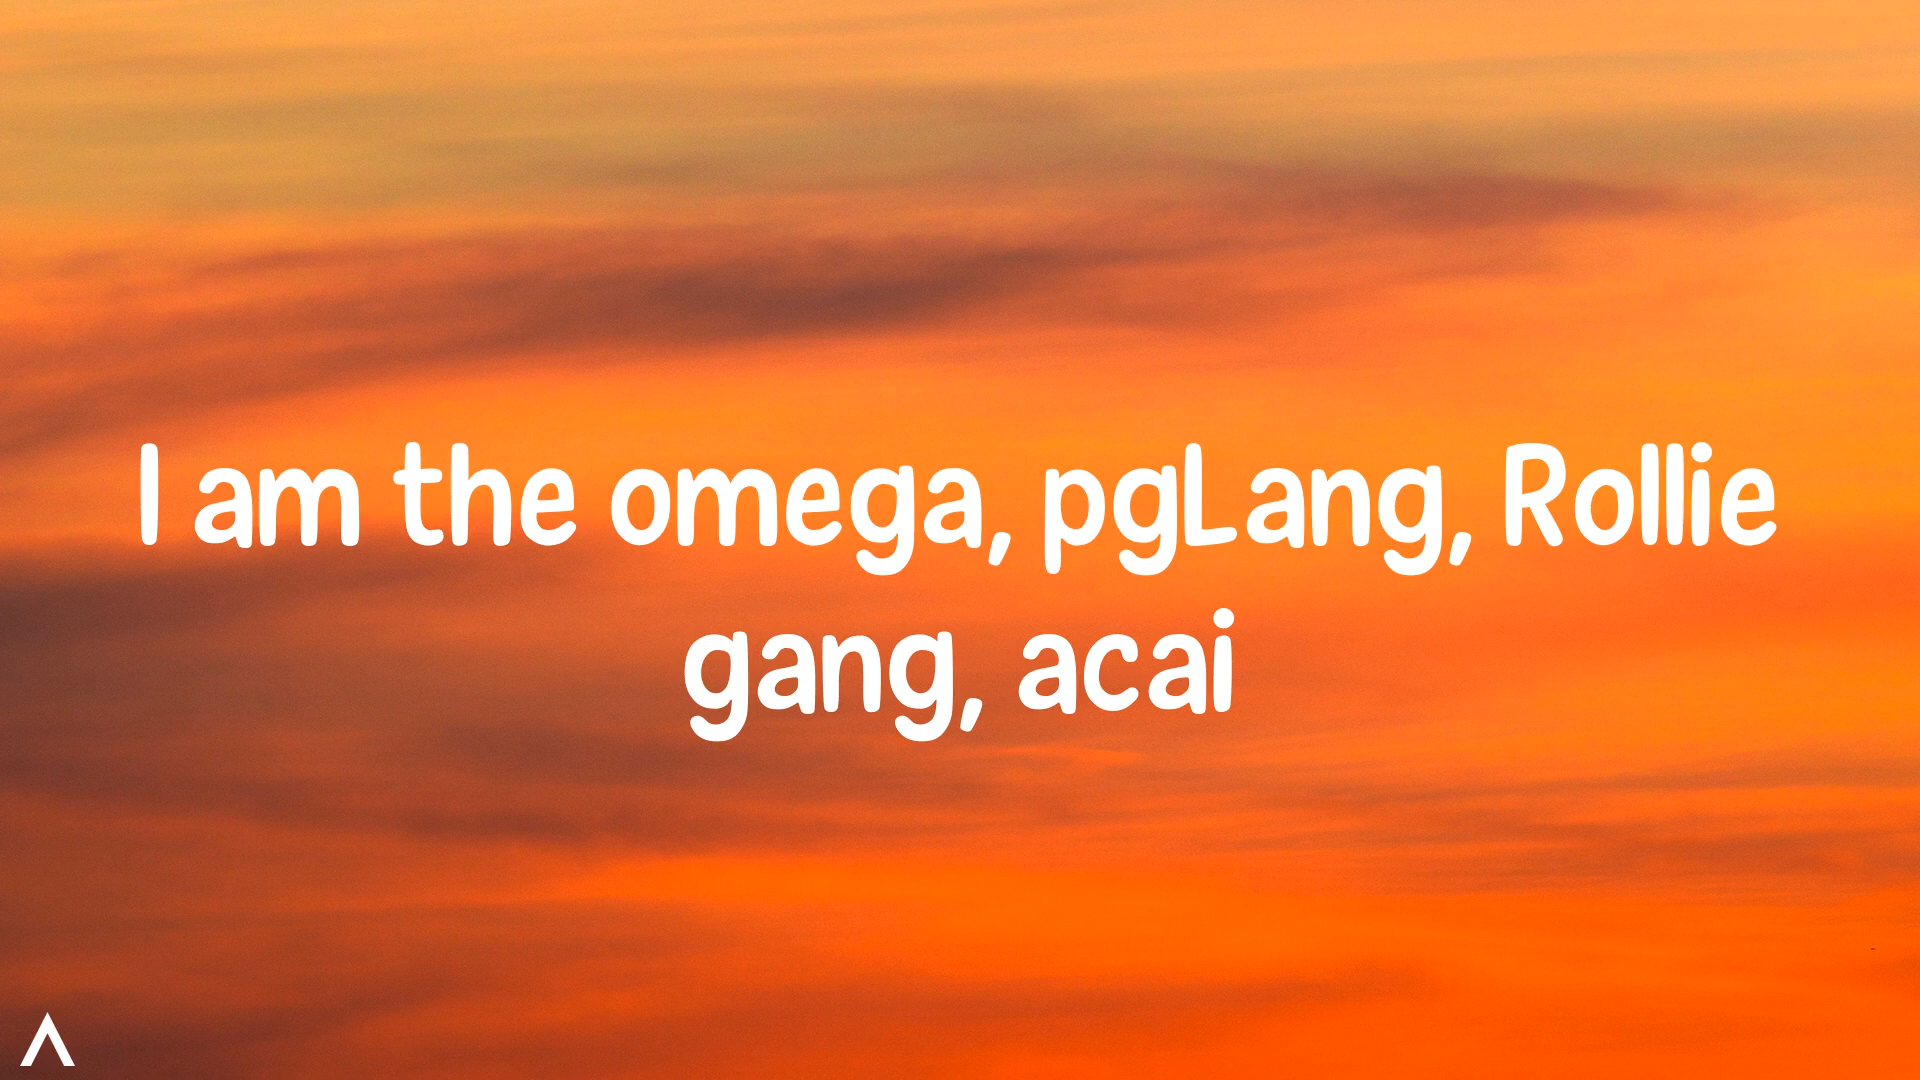 I am the omega, pgLang, Rollie
gang, acai